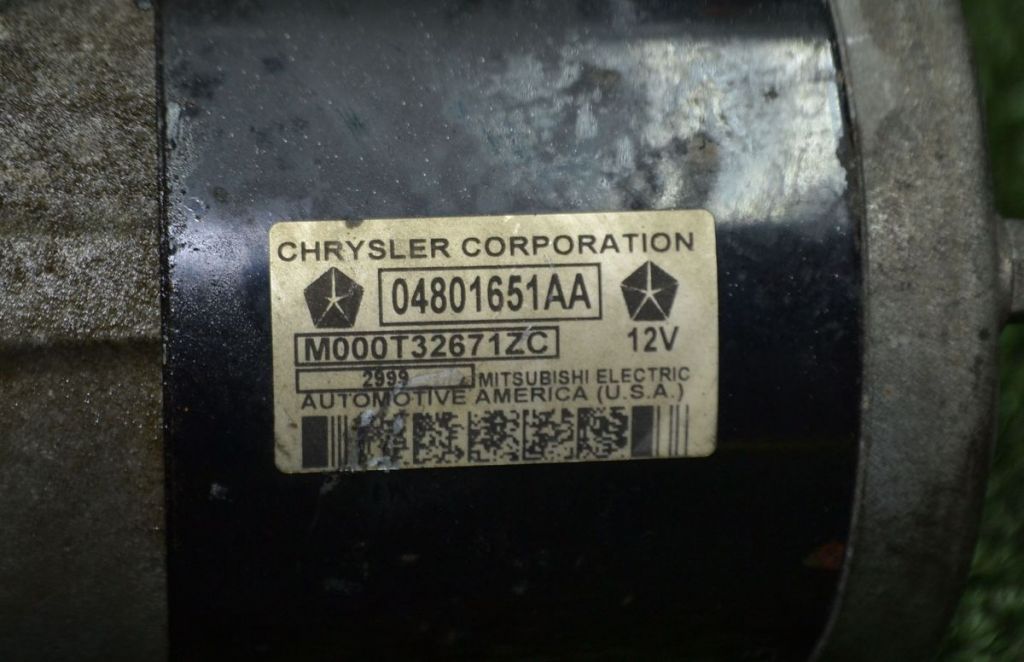 CHRYSLER CORPORATION
04801651AA
M000T32671ZC 12V
2999 MITSUBISHI ELECTRIC
AUTOMOTIVE AMERICA (U.S.A.)